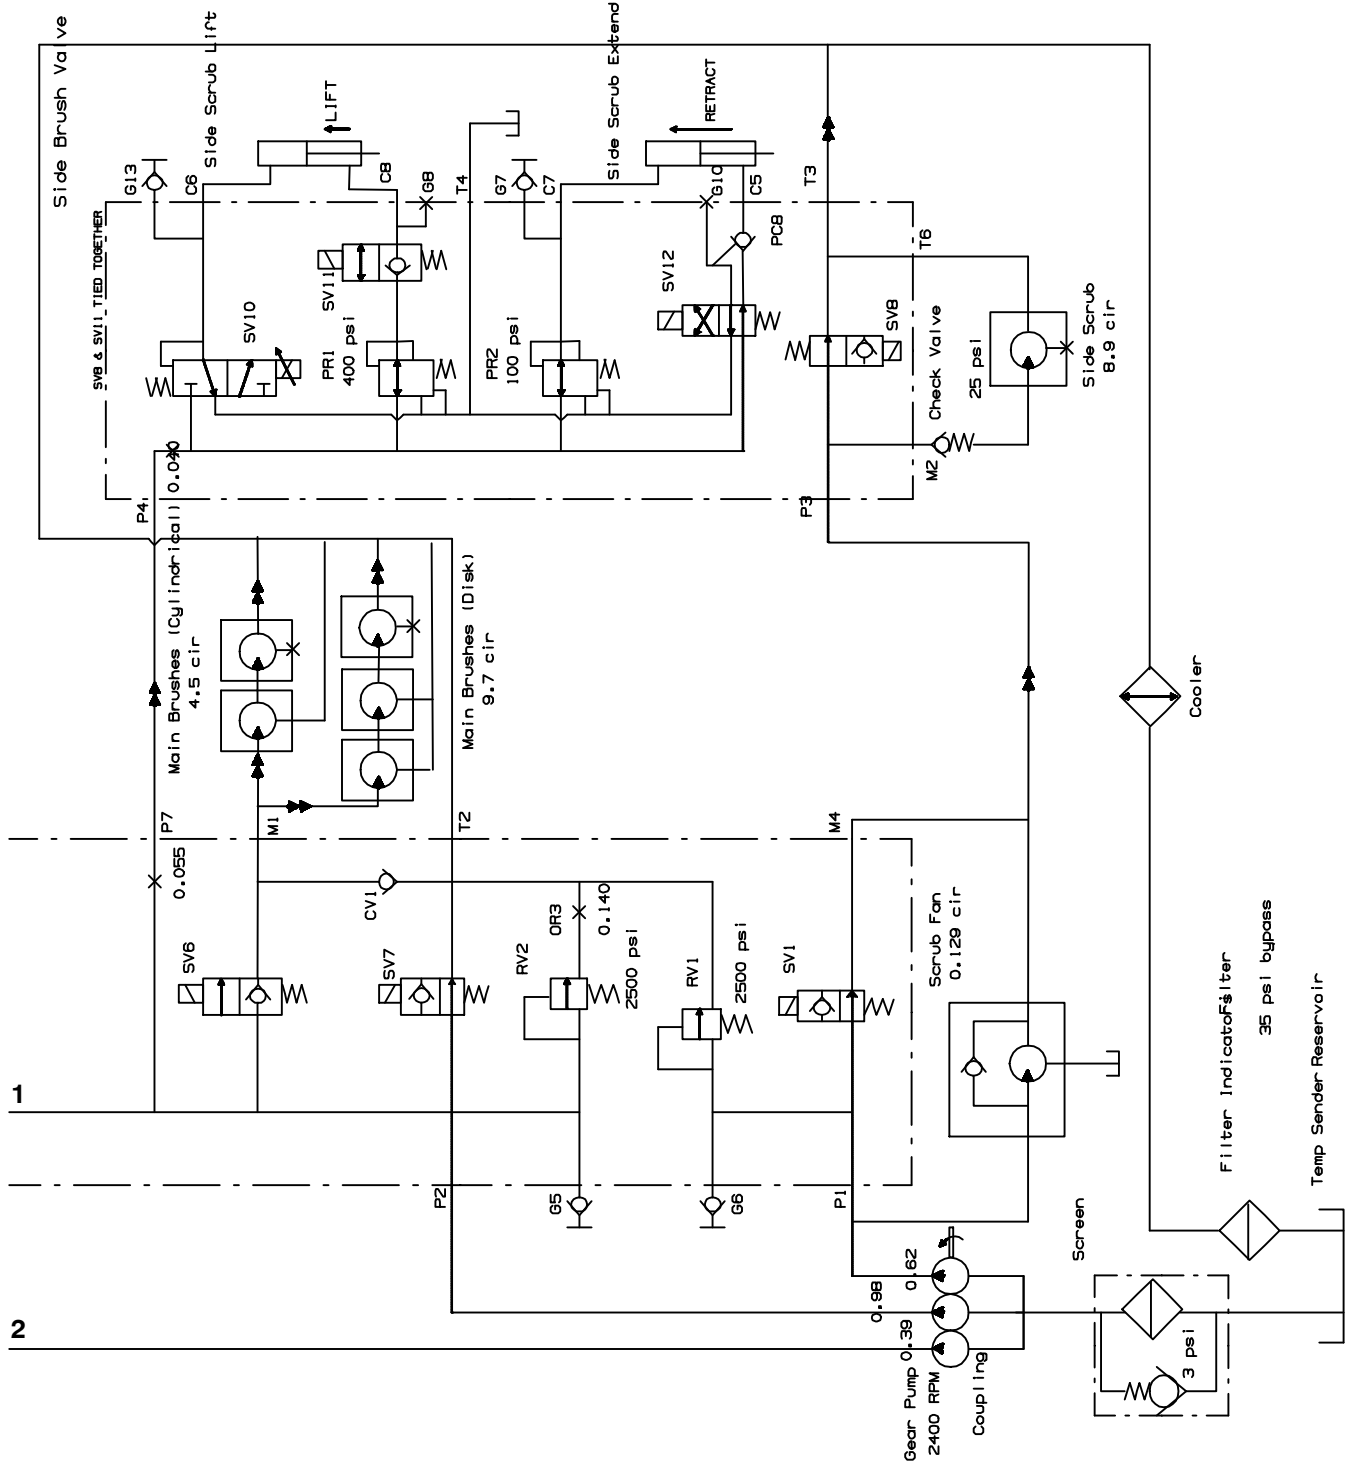 Side Brush Valve
Side Scrub Lift
Side Scrub Extend
LIFT
RETRACT
G13
C6
C8
G8
T4
G7
C7
G10
C5
T3
SV8 & SV11 TIED TOGETHER
SV10
SV11
PR1
400 psi
PR2
100 psi
SV12
PC8
T6
SV8
Check Valve
25 psi
Side Scrub
8.9 cir
M2
P4
0.040
P3
Main Brushes (Cylindrical)
4.5 cir
Main Brushes (Disk)
9.7 cir
Cooler
P7
0.055
M1
T2
M4
CV1
OR3
0.140
SV6
SV7
RV2
2500 psi
RV1
2500 psi
SV1
Scrub Fan
0.129 cir
1
P2
G5
G6
P1
Filter Indicator
Filter
35 psi bypass
Temp Sender Reservoir
Screen
3 psi
2
0.62
0.98
Gear Pump 0.39
2400 RPM
Coupling